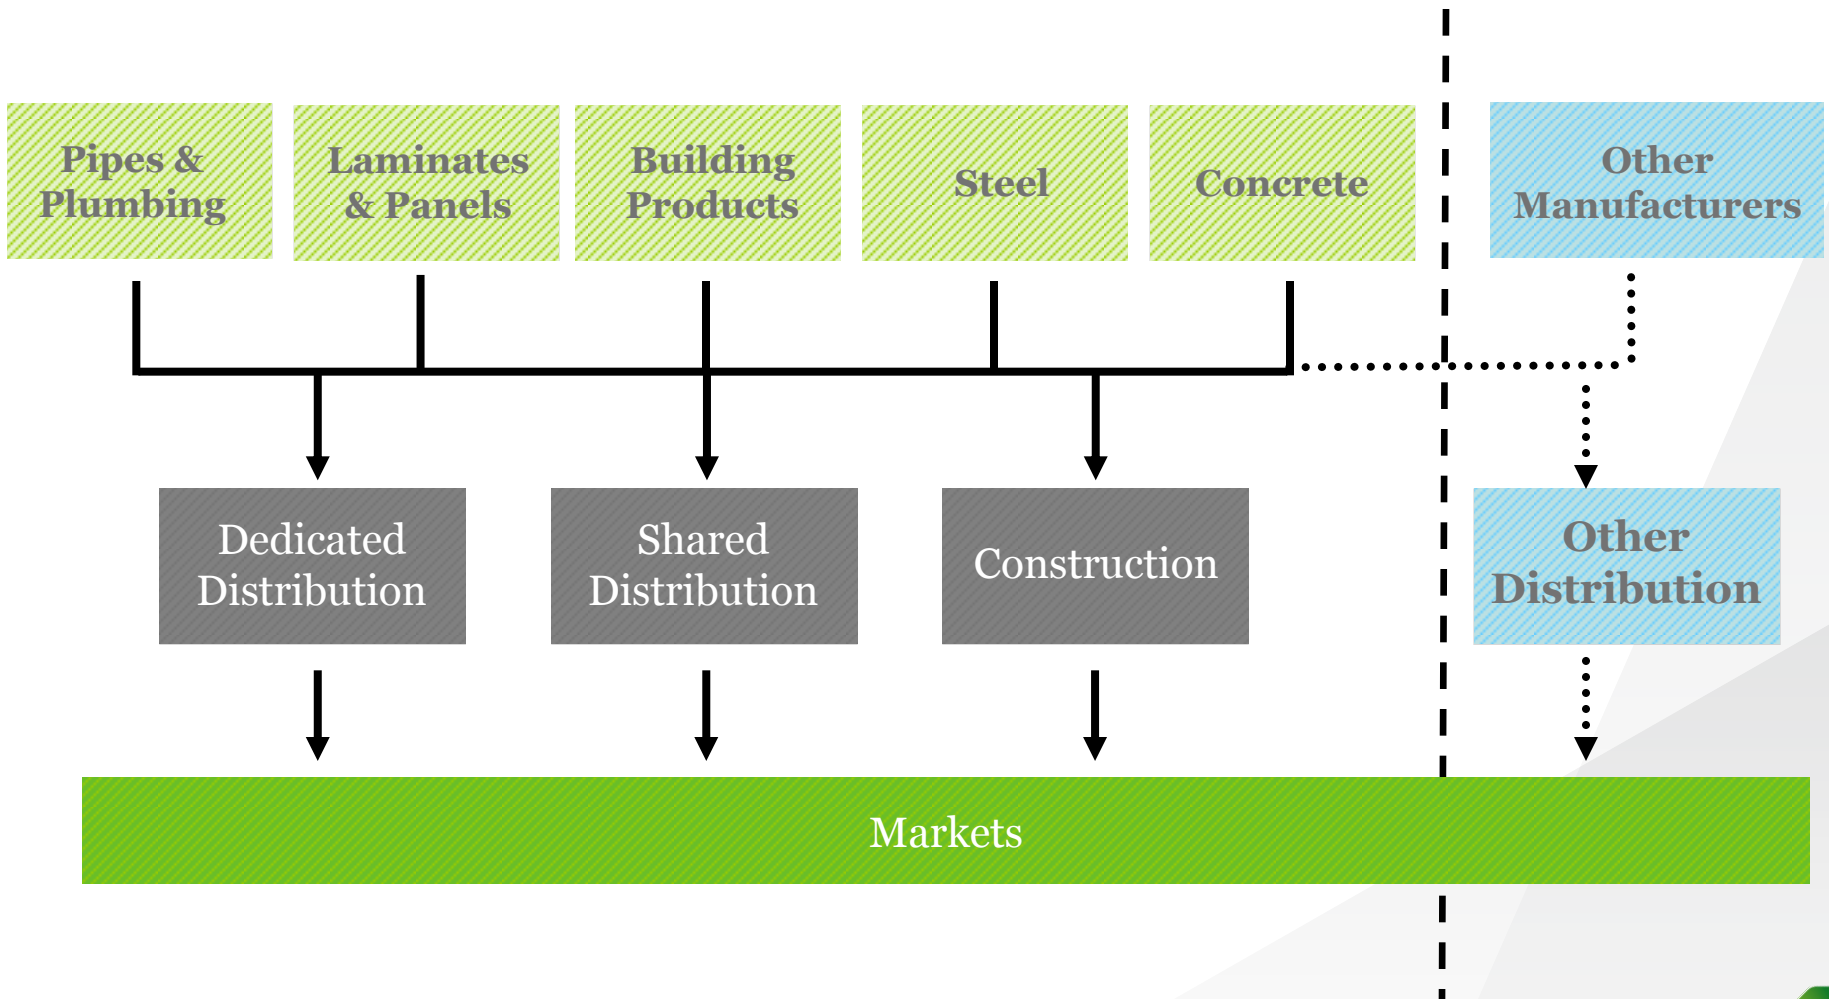 Pipes &
Plumbing
Laminates
& Panels
Building
Products
Steel
Concrete
Other
Manufacturers
Dedicated
Distribution
Shared
Distribution
Construction
Other
Distribution
Markets